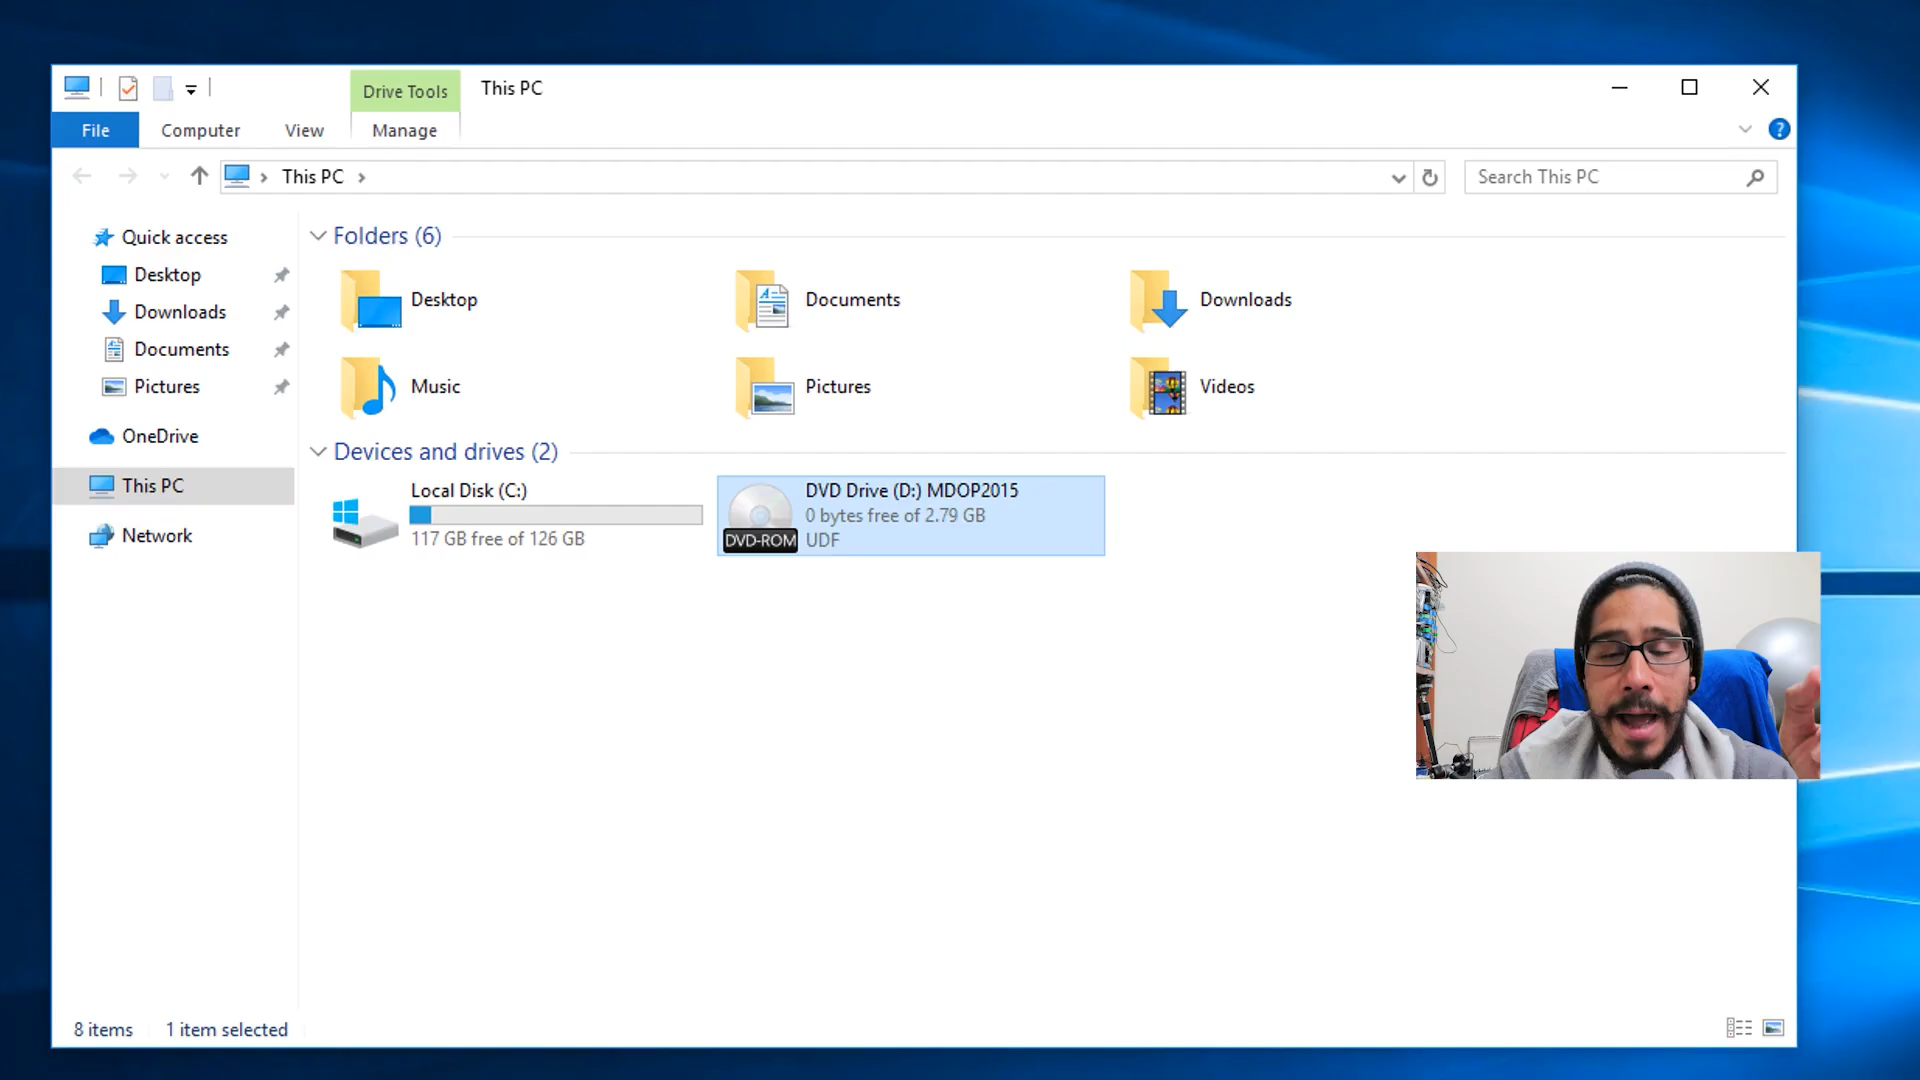 Drive Tools
This PC
File
Computer
View
Manage
This PC
Search This PC
Quick access
Desktop
Downloads
Documents
Pictures
OneDrive
This PC
Network
Folders (6)
Desktop
Documents
Downloads
Music
Pictures
Videos
Devices and drives (2)
Local Disk (C:)
117 GB free of 126 GB
DVD-ROM
DVD Drive (D:) MDOP2015
0 bytes free of 2.79 GB
UDF
8 items
1 item selected